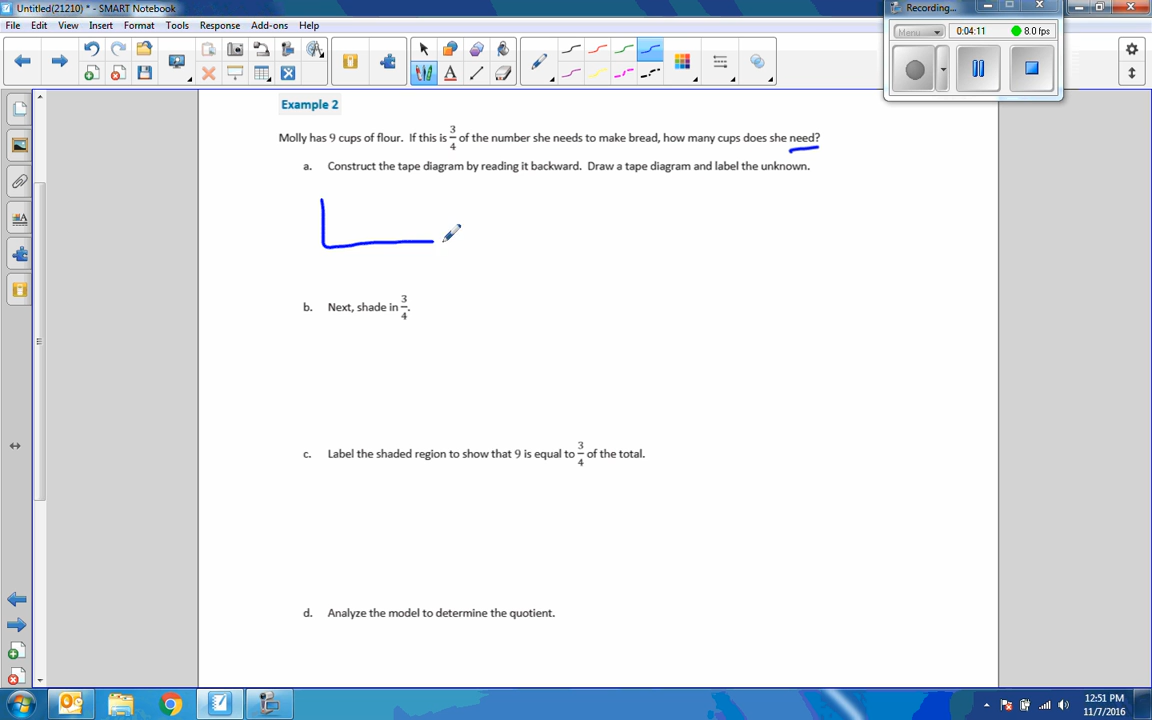 Untitled(21210) * - SMART Notebook
Recording...
File Edit View Insert Format Tools Response Add-ons Help
Menu 0:04:11 8.0 fps
Example 2
Molly has 9 cups of flour. If this is 3/4 of the number she needs to make bread, how many cups does she need?
a. Construct the tape diagram by reading it backward. Draw a tape diagram and label the unknown.
b. Next, shade in 3/4.
c. Label the shaded region to show that 9 is equal to 3/4 of the total.
d. Analyze the model to determine the quotient.
12:51 PM
11/7/2016